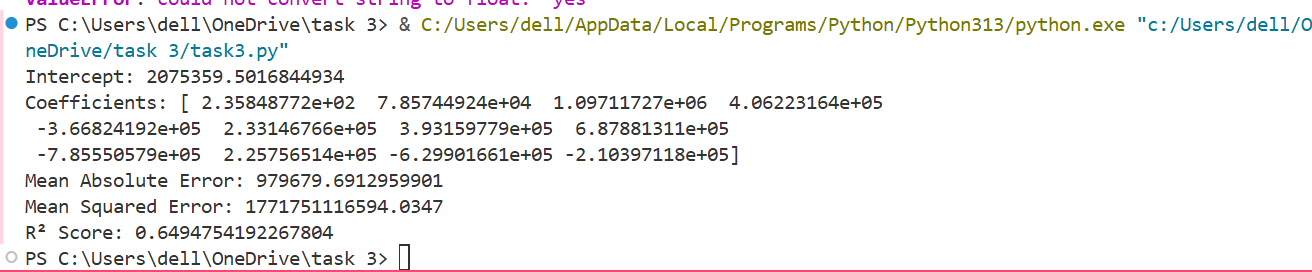 ValueError: could not convert string to float: 'yes'
PS C:\Users\dell\OneDrive\task 3> & C:/Users/dell/AppData/Local/Programs/Python/Python313/python.exe "c:/Users/dell/O
neDrive/task 3/task3.py"
Intercept: 2075359.5016844934
Coefficients: [ 2.35848772e+02  7.85744924e+04  1.09711727e+06  4.06223164e+05
 -3.66824192e+05  2.33146766e+05  3.93159779e+05  6.87881311e+05
 -7.85550579e+05  2.25756514e+05 -6.29901661e+05 -2.10397118e+05]
Mean Absolute Error: 979679.6912959901
Mean Squared Error: 1771751116594.0347
R² Score: 0.6494754192267804
PS C:\Users\dell\OneDrive\task 3>